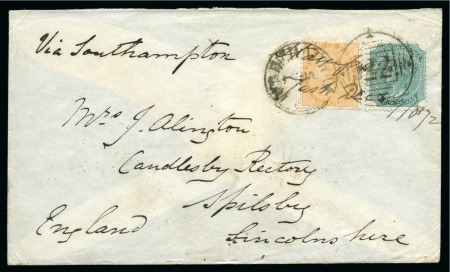 Via Southampton
Mrs J. Alington
Candlesby Rectory
Spilsby
England Lincolnshire